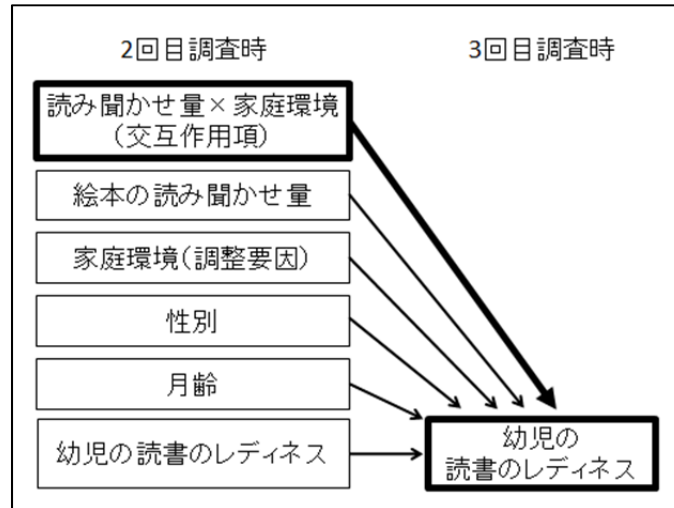 2回目調査時
3回目調査時
読み聞かせ量×家庭環境
（交互作用項）
絵本の読み聞かせ量
家庭環境（調整要因）
性別
月齢
幼児の読書のレディネス
幼児の
読書のレディネス